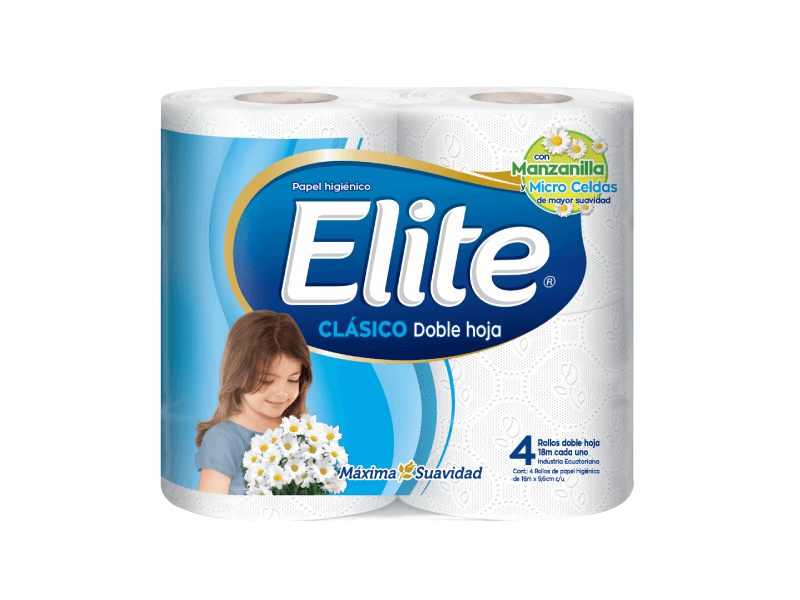 con
Manzanilla
y Micro Celdas
de mayor suavidad
Papel higiénico
Elite®
CLÁSICO Doble hoja
4 Rollos doble hoja
18m cada uno
Industria Ecuatoriana
Cont: 4 Rollos de papel higiénico
de 18m x 9,6cm c/u
Máxima Suavidad